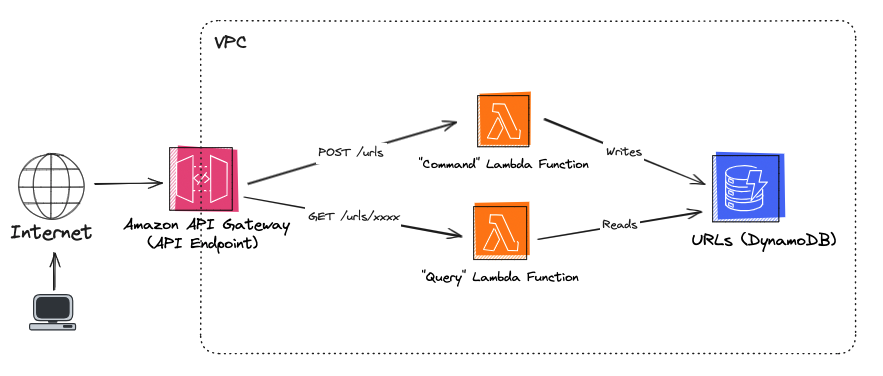 VPC
POST /urls
"Command" Lambda Function
Writes
Internet
Amazon API Gateway
(API Endpoint)
GET /urls/xxxx
"Query" Lambda Function
Reads
URLs (DynamoDB)